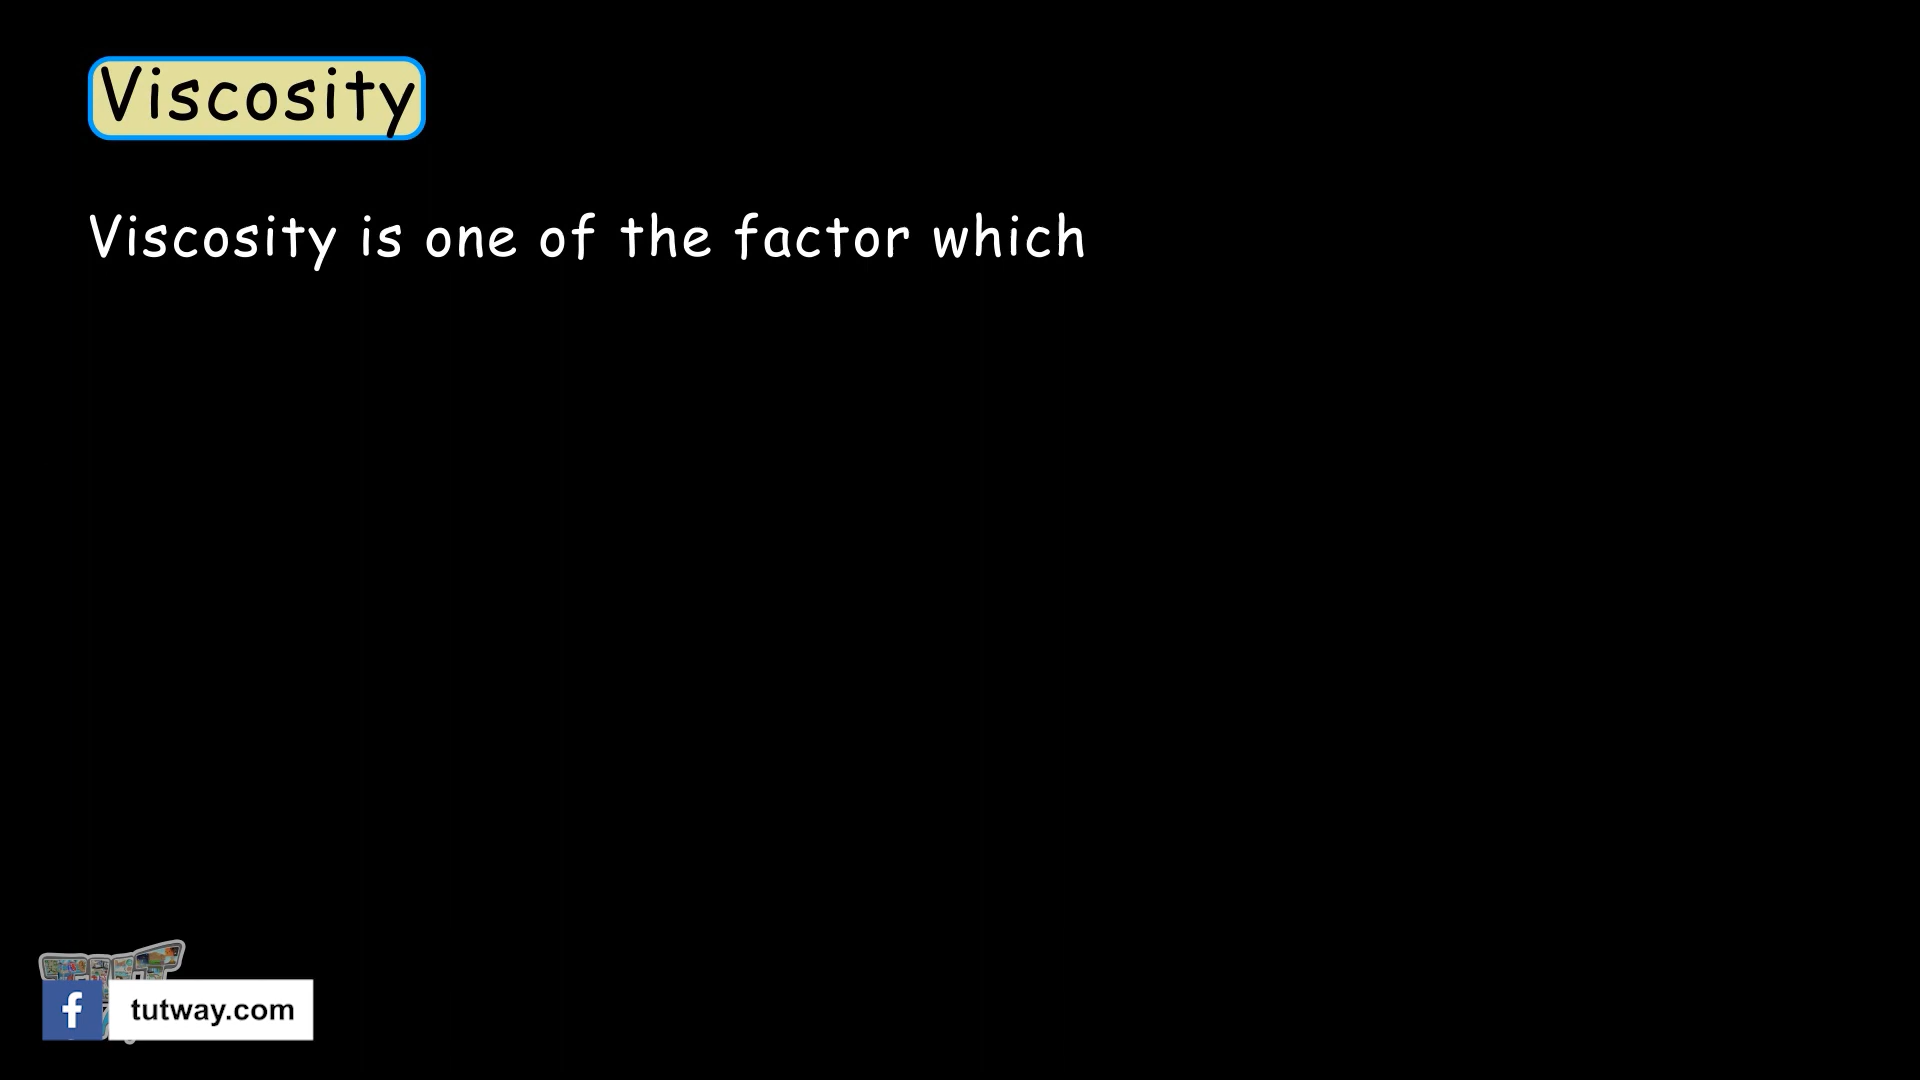 Viscosity
Viscosity is one of the factor which
f tutway.com